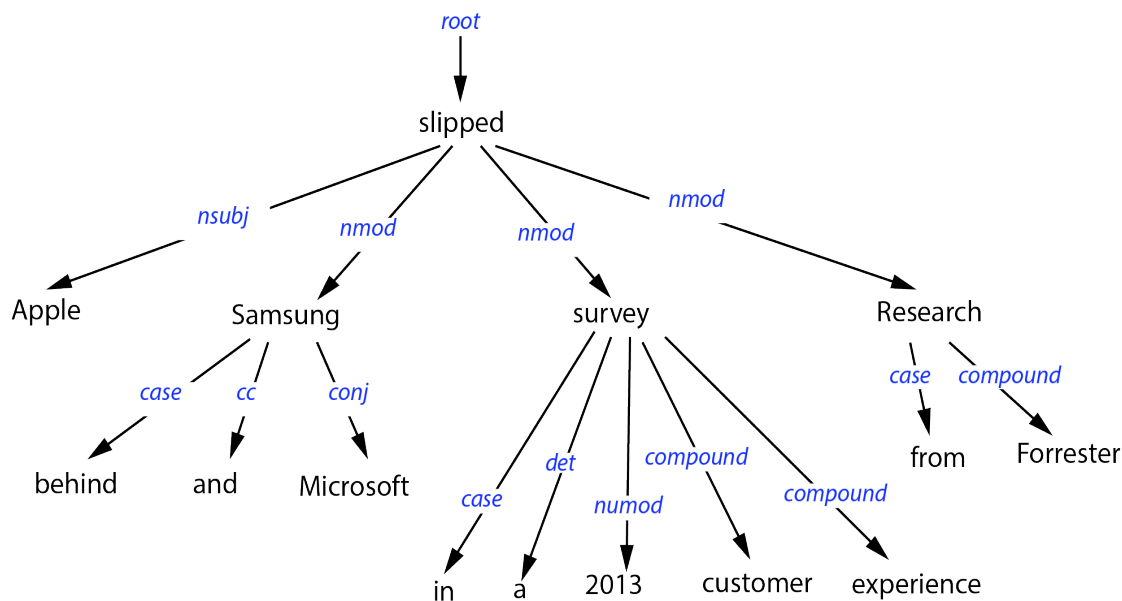 root
slipped
nsubj nmod nmod nmod
Apple Samsung survey Research
case cc conj case compound
behind and Microsoft from Forrester
case det numod compound compound
in a 2013 customer experience